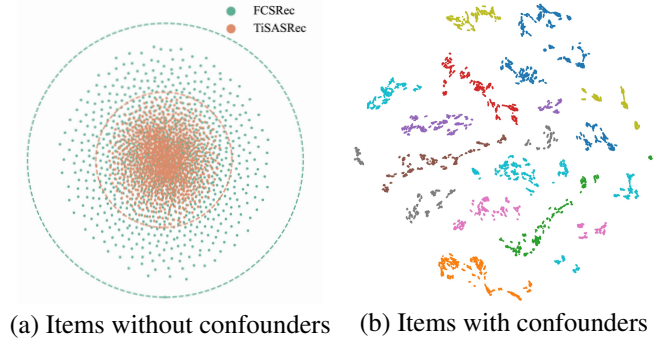 FCSRec
TiSASRec
(a) Items without confounders
(b) Items with confounders